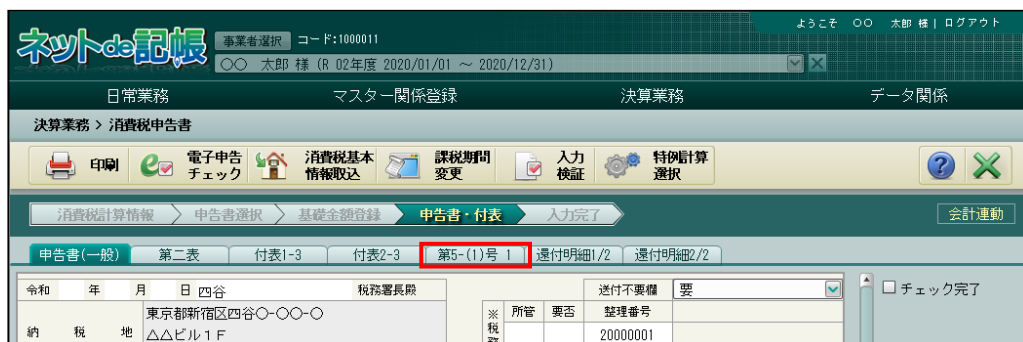 ようこそ 〇〇 太郎 様 | ログアウト
ネットde記帳
事業者選択 コード:1000011
〇〇 太郎 様 (R 02年度 2020/01/01 ～ 2020/12/31)
日常業務 マスター関係登録 決算業務 データ関係
決算業務 > 消費税申告書
印刷 電子申告チェック 消費税基本情報取込 課税期間変更 入力検証 特例計算選択
消費税計算情報 申告書選択 基礎金額登録 申告書・付表 入力完了 会計連動
申告書(一般) 第二表 付表1-3 付表2-3 第5-(1)号 1 還付明細1/2 還付明細2/2
令和 年 月 日 四谷 税務署長殿 送付不要欄 要 チェック完了
東京都新宿区四谷〇-〇〇-〇 ※ 所管 要否 整理番号
納税地 △△ビル１Ｆ 税 20000001